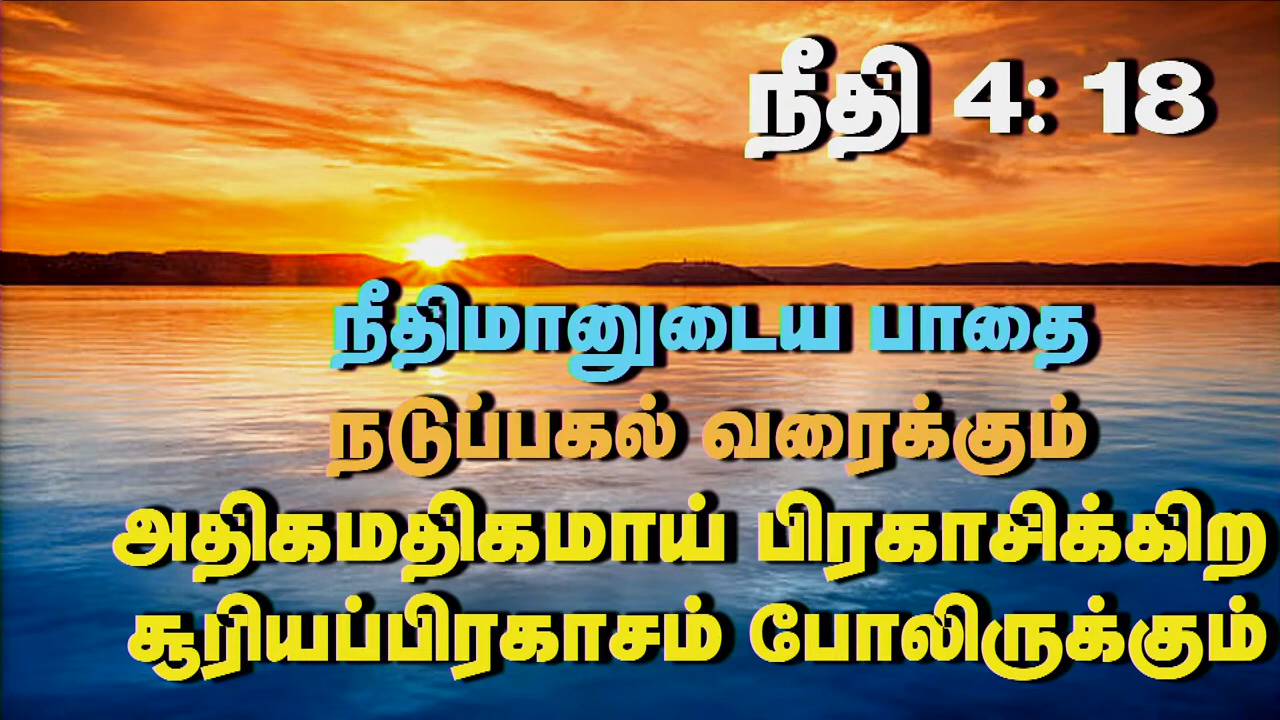 நீதி 4: 18
நீதிமானுடைய பாதை
நடுப்பகல் வரைக்கும்
அதிகமதிகமாய் பிரகாசிக்கிற
சூரியப்பிரகாசம் போலிருக்கும்